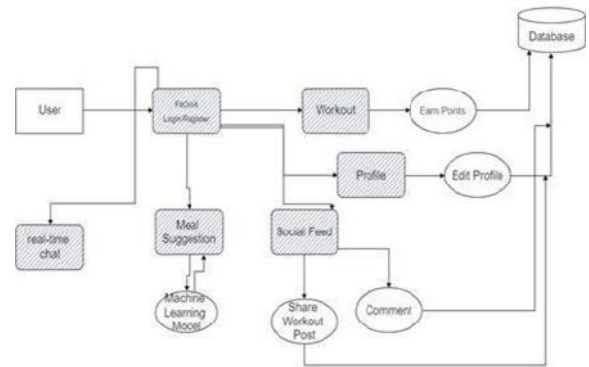 Database
User
Login/Register
Workout
Earn Points
Profile
Edit Profile
real-time
chat
Meal
Suggestion
Social Feed
Machine
Learning
Share
Workout
Post
Comment